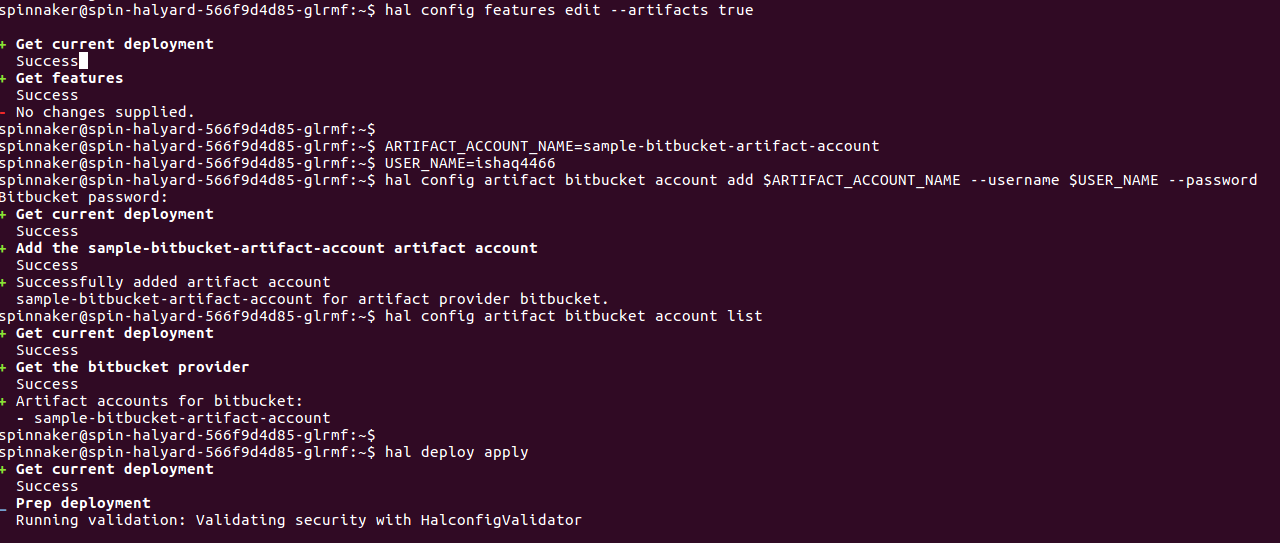 spinnaker@spin-halyard-566f9d4d85-glrmf:~$ hal config features edit --artifacts true
+ Get current deployment
  Success
+ Get features
  Success
- No changes supplied.
spinnaker@spin-halyard-566f9d4d85-glrmf:~$
spinnaker@spin-halyard-566f9d4d85-glrmf:~$ ARTIFACT_ACCOUNT_NAME=sample-bitbucket-artifact-account
spinnaker@spin-halyard-566f9d4d85-glrmf:~$ USER_NAME=ishaq4466
spinnaker@spin-halyard-566f9d4d85-glrmf:~$ hal config artifact bitbucket account add $ARTIFACT_ACCOUNT_NAME --username $USER_NAME --password
Bitbucket password:
+ Get current deployment
  Success
+ Add the sample-bitbucket-artifact-account artifact account
  Success
+ Successfully added artifact account
  sample-bitbucket-artifact-account for artifact provider bitbucket.
spinnaker@spin-halyard-566f9d4d85-glrmf:~$ hal config artifact bitbucket account list
+ Get current deployment
  Success
+ Get the bitbucket provider
  Success
+ Artifact accounts for bitbucket:
  - sample-bitbucket-artifact-account
spinnaker@spin-halyard-566f9d4d85-glrmf:~$
spinnaker@spin-halyard-566f9d4d85-glrmf:~$ hal deploy apply
+ Get current deployment
  Success
_ Prep deployment
  Running validation: Validating security with HalconfigValidator